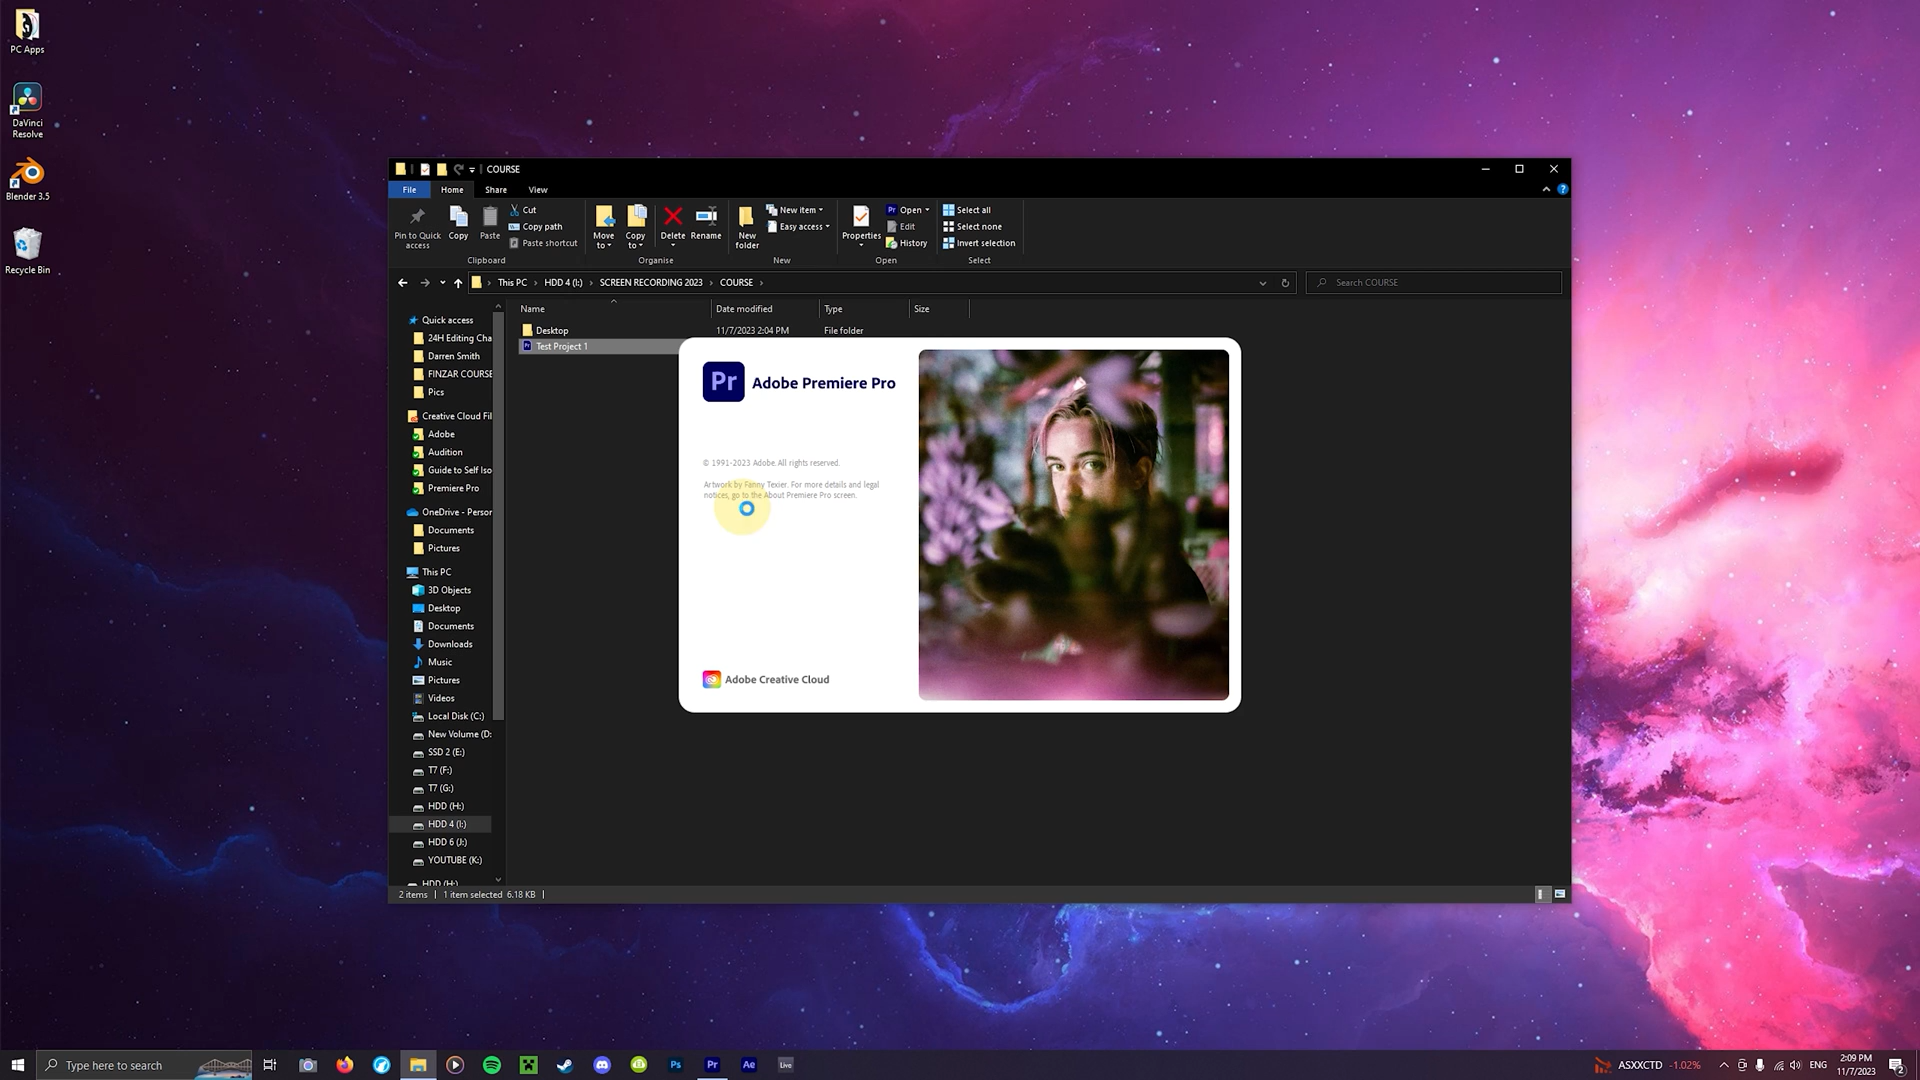 PC Apps
DaVinci
Resolve
Blender 3.5
Recycle Bin
COURSE
File Home Share View
Pin to Quick
access
Copy
Paste
Cut
Copy path
Paste shortcut
Clipboard
Move
to
Copy
to
Delete
Rename
Organise
New
folder
New item
Easy access
New
Properties
Open
Edit
History
Open
Select all
Select none
Invert selection
Select
This PC > HDD 4 (I:) > SCREEN RECORDING 2023 > COURSE >
Search COURSE
Name Date modified Type Size
Desktop 11/7/2023 2:04 PM File folder
Test Project 1
Quick access
24H Editing Cha
Darren Smith
FINZAR COURSE
Pics
Creative Cloud Fil
Adobe
Audition
Guide to Self Iso
Premiere Pro
OneDrive - Person
Documents
Pictures
This PC
3D Objects
Desktop
Documents
Downloads
Music
Pictures
Videos
Local Disk (C:)
New Volume (D:
SSD 2 (E:)
T7 (F:)
T7 (G:)
HDD (H:)
HDD 4 (I:)
HDD 6 (J:)
YOUTUBE (K:)
HDD (H:)
2 items | 1 item selected 6.18 KB |
Pr Adobe Premiere Pro
© 1991-2023 Adobe. All rights reserved.
Artwork by Fanny Texier. For more details and legal
notices, go to the About Premiere Pro screen.
Adobe Creative Cloud
Type here to search
Ps
Pr
Ae
Live
ASXXCTD -1.02%
ENG
2:09 PM
11/7/2023
2